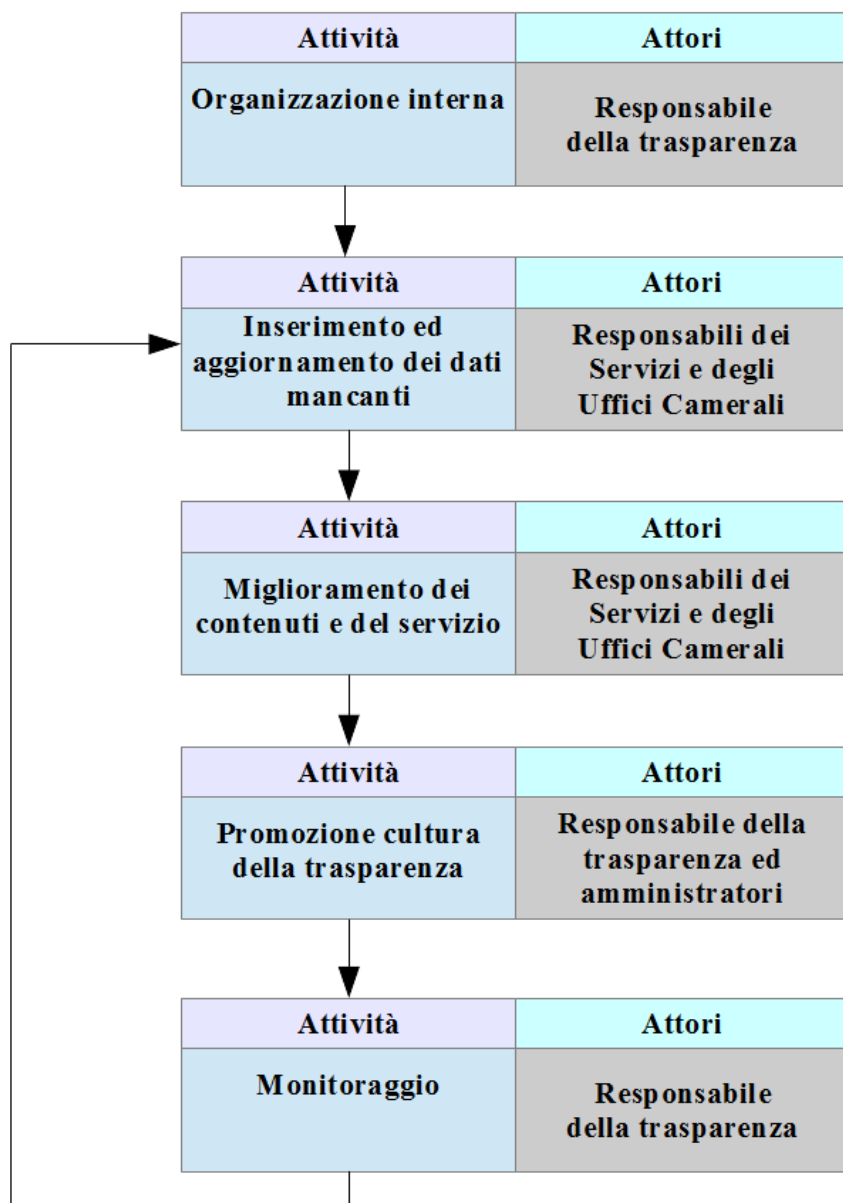 Attività
Attori
Organizzazione interna
Responsabile
della trasparenza
Attività
Attori
Inserimento ed
aggiornamento dei dati
mancanti
Responsabili dei
Servizi e degli
Uffici Camerali
Attività
Attori
Miglioramento dei
contenuti e del servizio
Responsabili dei
Servizi e degli
Uffici Camerali
Attività
Attori
Promozione cultura
della trasparenza
Responsabile della
trasparenza ed
amministratori
Attività
Attori
Monitoraggio
Responsabile
della trasparenza